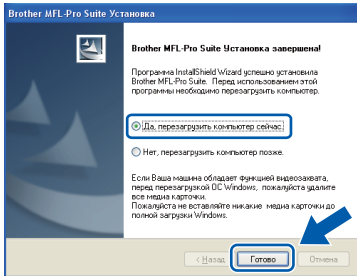 Brother MFL-Pro Suite Установка
Brother MFL-Pro Suite Установка завершена!
Программа InstallShield Wizard успешно установила
Brother MFL-Pro Suite. Перед использованием этой
программы необходимо перезагрузить компьютер.
Да, перезагрузить компьютер сейчас.
Нет, перезагрузить компьютер позже.
Если Ваша машина обладает функцией видеозахвата,
перед перезагрузкой ОС Windows, пожалуйста удалите
все медиа карточки.
Пожалуйста не вставляйте никакие медиа карточки до
полной загрузки Windows.
< Назад
Готово
Отмена